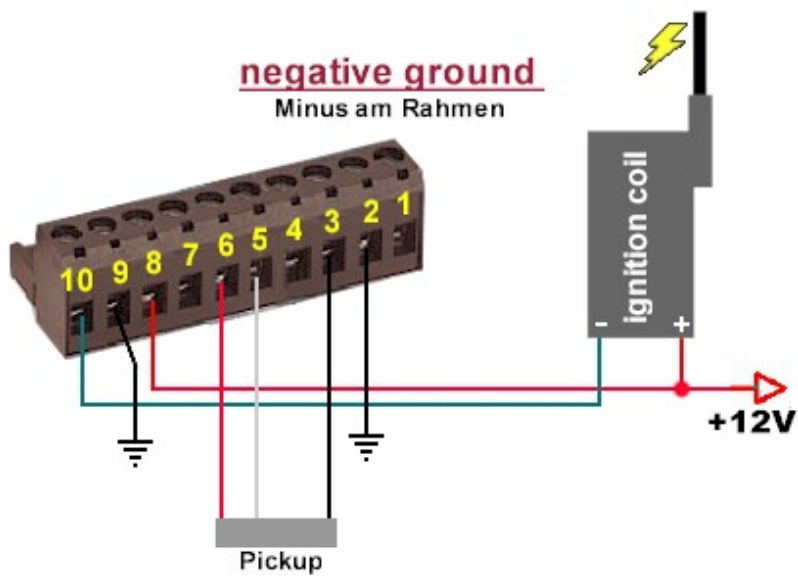 negative ground
Minus am Rahmen
10 9 8 7 6 5 4 3 2 1
ignition coil
- +
+12V
Pickup